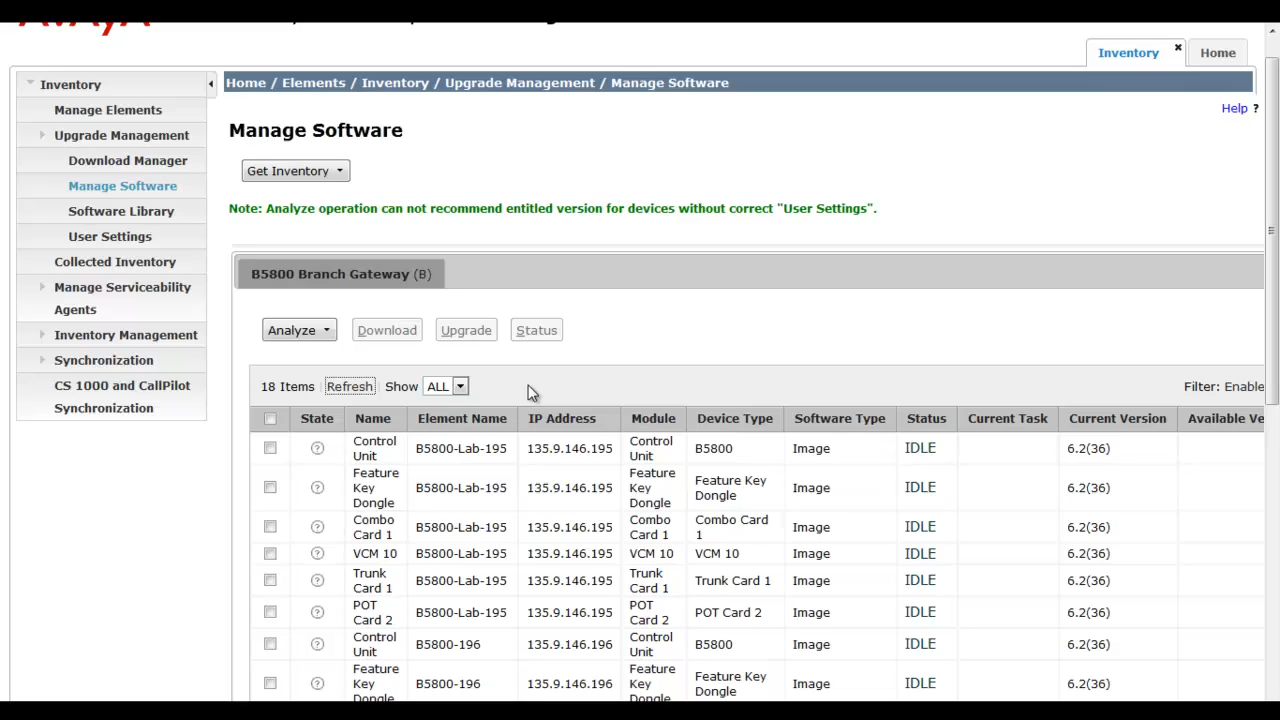 AVAYA
Inventory
Home
Inventory
Manage Elements
Upgrade Management
Download Manager
Manage Software
Software Library
User Settings
Collected Inventory
Manage Serviceability
Agents
Inventory Management
Synchronization
CS 1000 and CallPilot
Synchronization
Home / Elements / Inventory / Upgrade Management / Manage Software
Help ?
Manage Software
Get Inventory
Note: Analyze operation can not recommend entitled version for devices without correct "User Settings".
B5800 Branch Gateway (B)
Analyze Download Upgrade Status
18 Items Refresh Show ALL Filter: Enable
State Name Element Name IP Address Module Device Type Software Type Status Current Task Current Version Available Ve
Control Unit B5800-Lab-195 135.9.146.195 Control Unit B5800 Image IDLE 6.2(36)
Feature Key Dongle B5800-Lab-195 135.9.146.195 Feature Key Dongle Feature Key Dongle Image IDLE 6.2(36)
Combo Card 1 B5800-Lab-195 135.9.146.195 Combo Card 1 Combo Card 1 Image IDLE 6.2(36)
VCM 10 B5800-Lab-195 135.9.146.195 VCM 10 VCM 10 Image IDLE 6.2(36)
Trunk Card 1 B5800-Lab-195 135.9.146.195 Trunk Card 1 Trunk Card 1 Image IDLE 6.2(36)
POT Card 2 B5800-Lab-195 135.9.146.195 POT Card 2 POT Card 2 Image IDLE 6.2(36)
Control Unit B5800-196 135.9.146.196 Control Unit B5800 Image IDLE 6.2(36)
Feature Key Dongle B5800-196 135.9.146.196 Feature Key Dongle Feature Key Dongle Image IDLE 6.2(36)